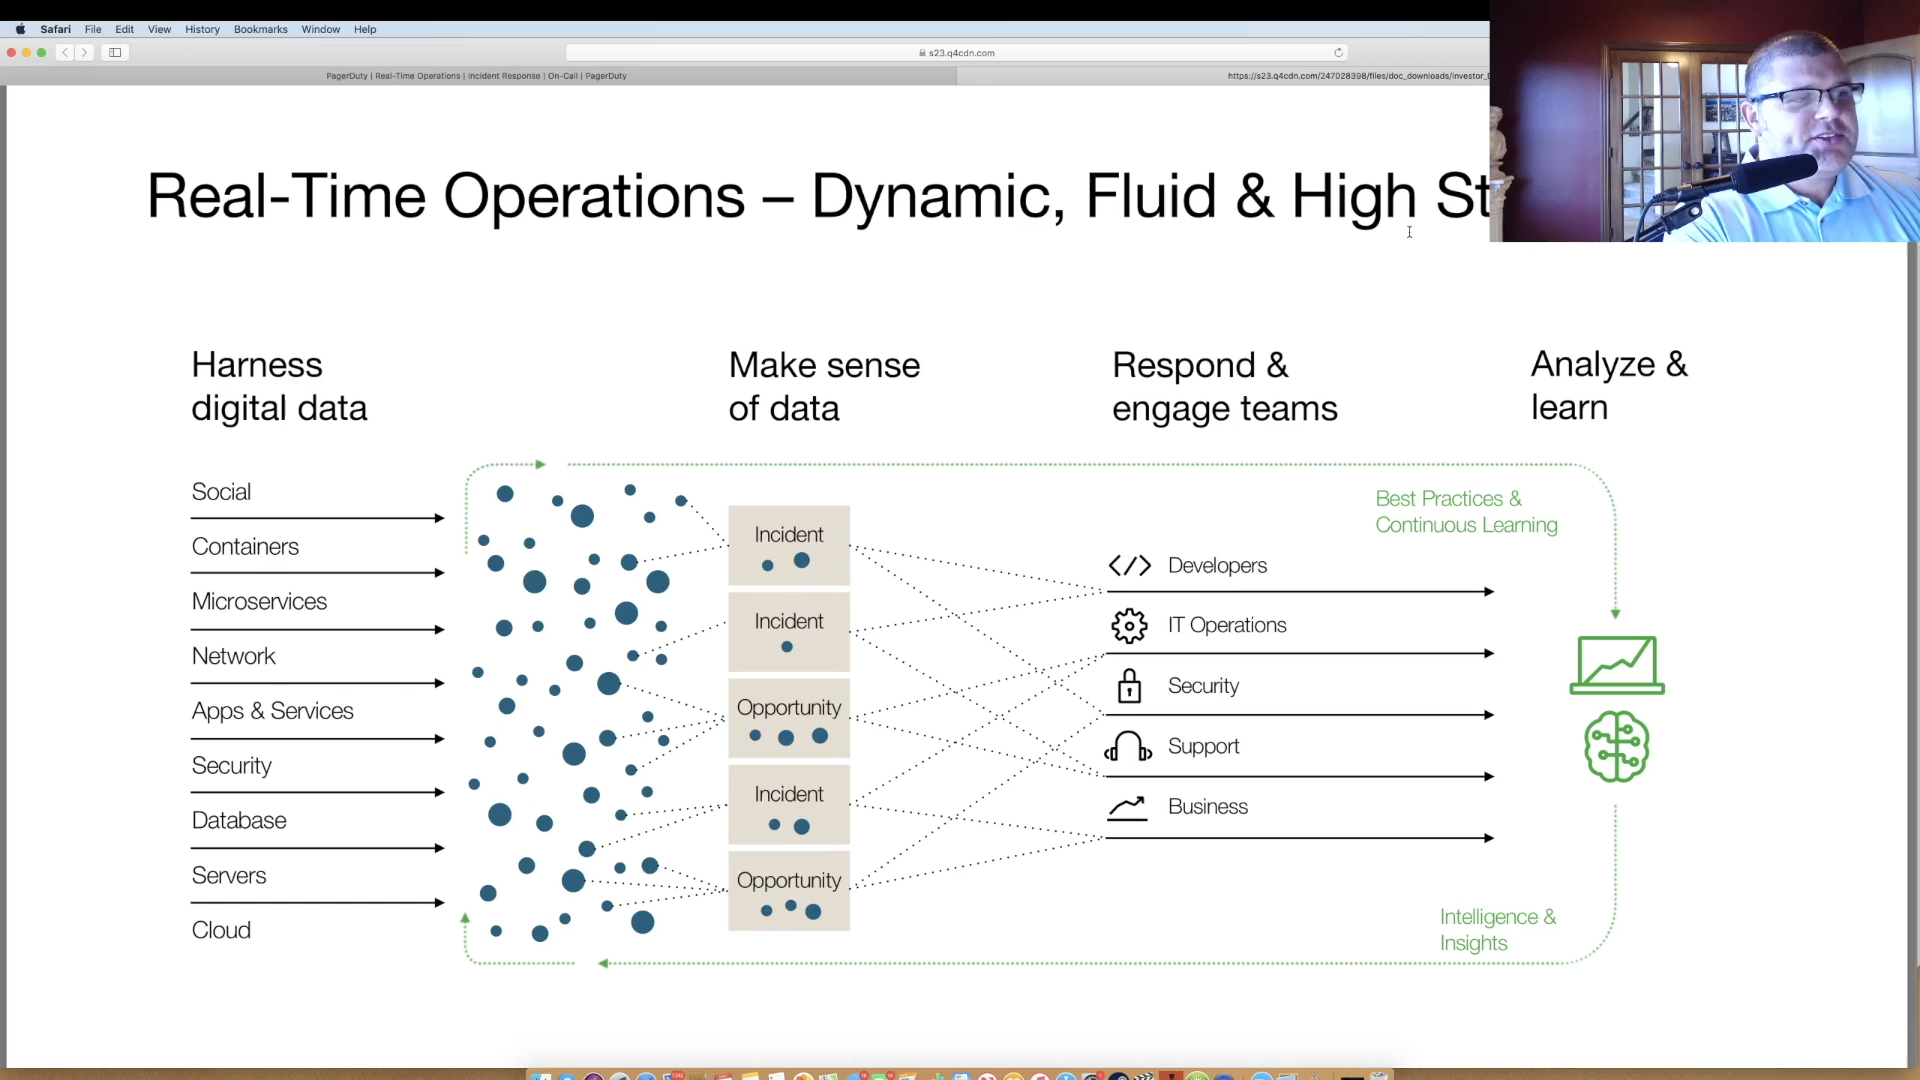 Safari File Edit View History Bookmarks Window Help
s23.q4cdn.com
PagerDuty | Real-Time Operations | Incident Response | On-Call | PagerDuty
https://s23.q4cdn.com/247028398/files/doc_downloads/Investor_D
Real-Time Operations – Dynamic, Fluid & High St
Harness
digital data
Social
Containers
Microservices
Network
Apps & Services
Security
Database
Servers
Cloud
Make sense
of data
Incident
Incident
Opportunity
Incident
Opportunity
Respond &
engage teams
Developers
IT Operations
Security
Support
Business
Analyze &
learn
Best Practices &
Continuous Learning
Intelligence &
Insights